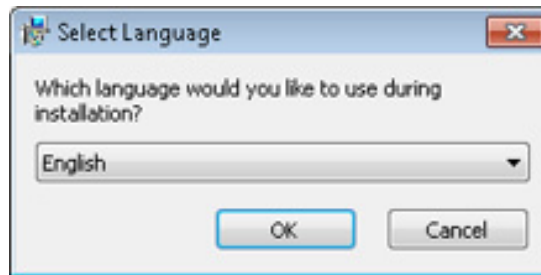 Select Language
Which language would you like to use during
installation?
English
OK
Cancel